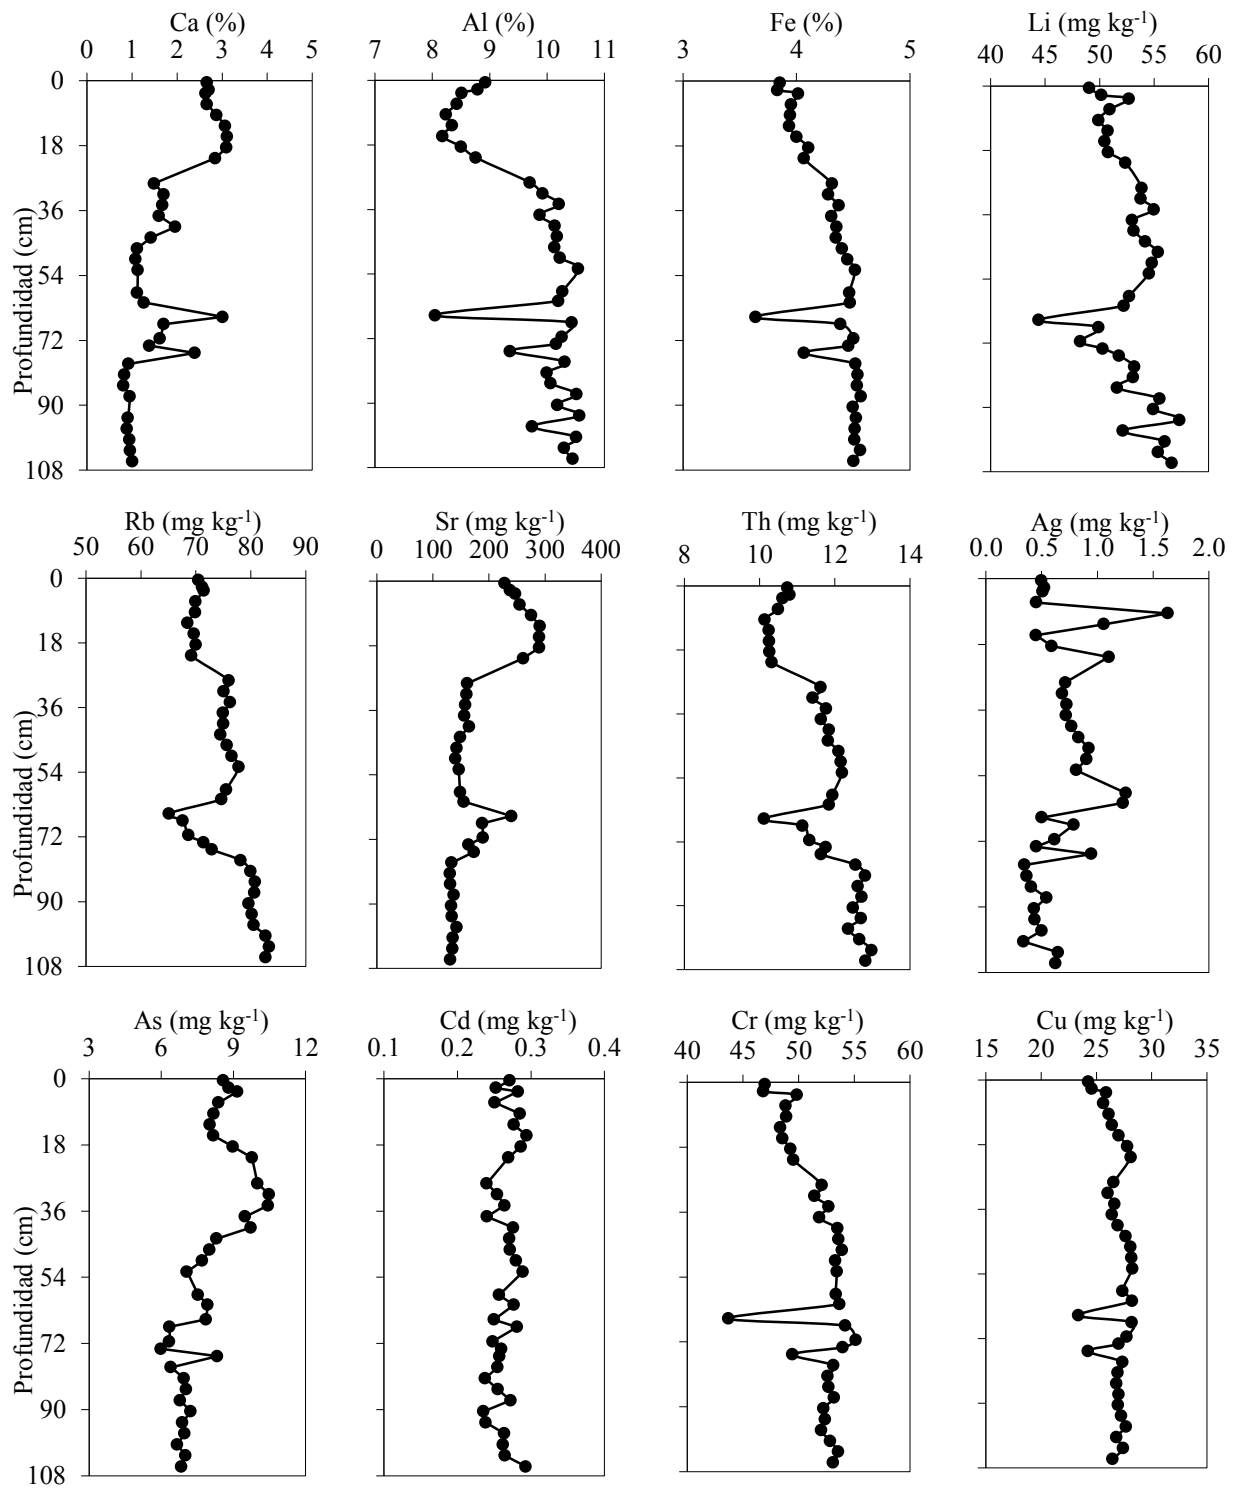 Ca (%) Al (%) Fe (%) Li (mg kg⁻¹)
0 1 2 3 4 5 7 8 9 10 11 3 4 5 40 45 50 55 60
0
18
36
54
72
90
108
Profundidad (cm)
Rb (mg kg⁻¹) Sr (mg kg⁻¹) Th (mg kg⁻¹) Ag (mg kg⁻¹)
50 60 70 80 90 0 100 200 300 400 8 10 12 14 0.0 0.5 1.0 1.5 2.0
0
18
36
54
72
90
108
Profundidad (cm)
As (mg kg⁻¹) Cd (mg kg⁻¹) Cr (mg kg⁻¹) Cu (mg kg⁻¹)
3 6 9 12 0.1 0.2 0.3 0.4 40 45 50 55 60 15 20 25 30 35
0
18
36
54
72
90
108
Profundidad (cm)